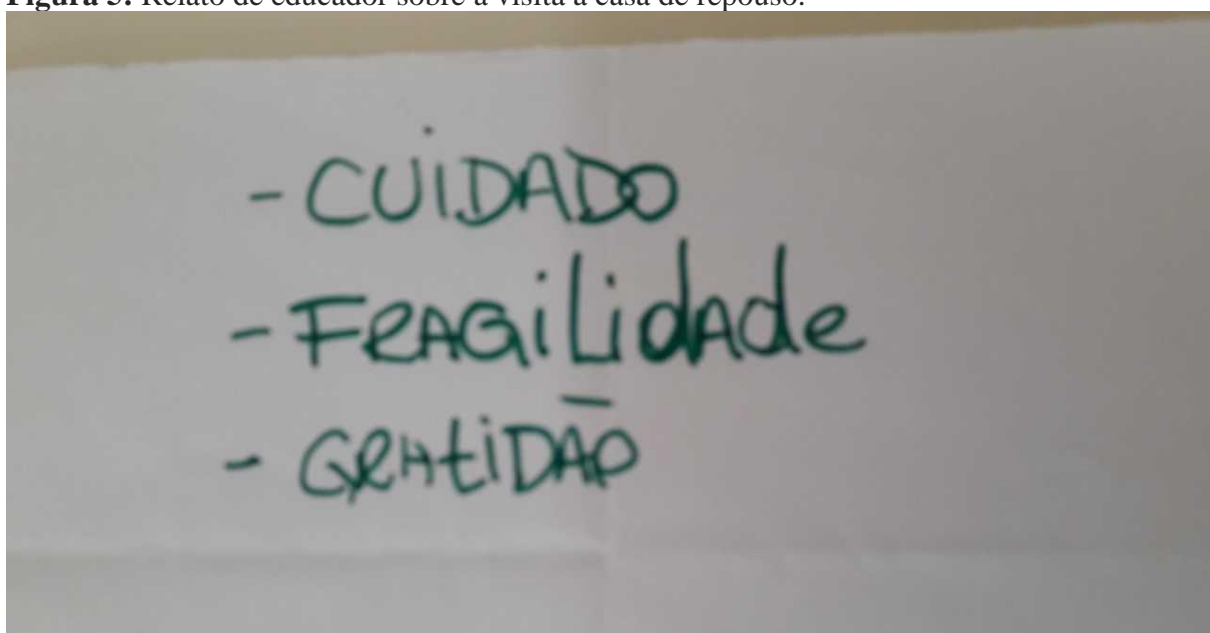 Figura 5: Relato de educador sobre a visita à casa de repouso.
- CUIDADO
- FRAGiLidAde
- GRAtiDÃO